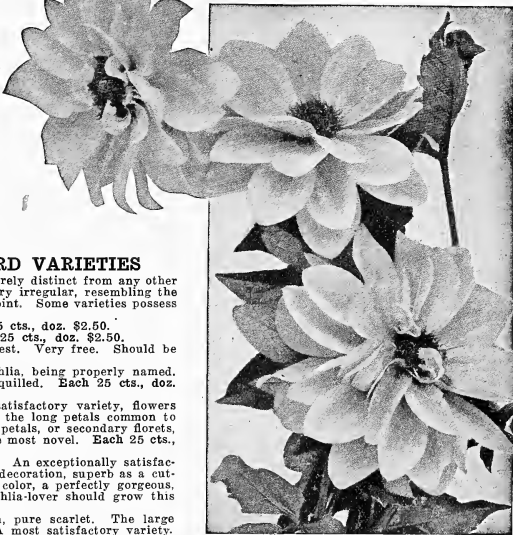 RD VARIETIES
rely distinct from any other
ry irregular, resembling the
oint. Some varieties possess
5 cts., doz. $2.50.
25 cts., doz. $2.50.
est. Very free. Should be
hlia, being properly named.
quilled. Each 25 cts., doz.
atisfactory variety, flowers
the long petals common to
petals, or secondary florets,
e most novel. Each 25 cts.,
An exceptionally satisfac-
decoration, superb as a cut-
color, a perfectly gorgeous,
hlia-lover should grow this
, pure scarlet. The large
A most satisfactory variety.